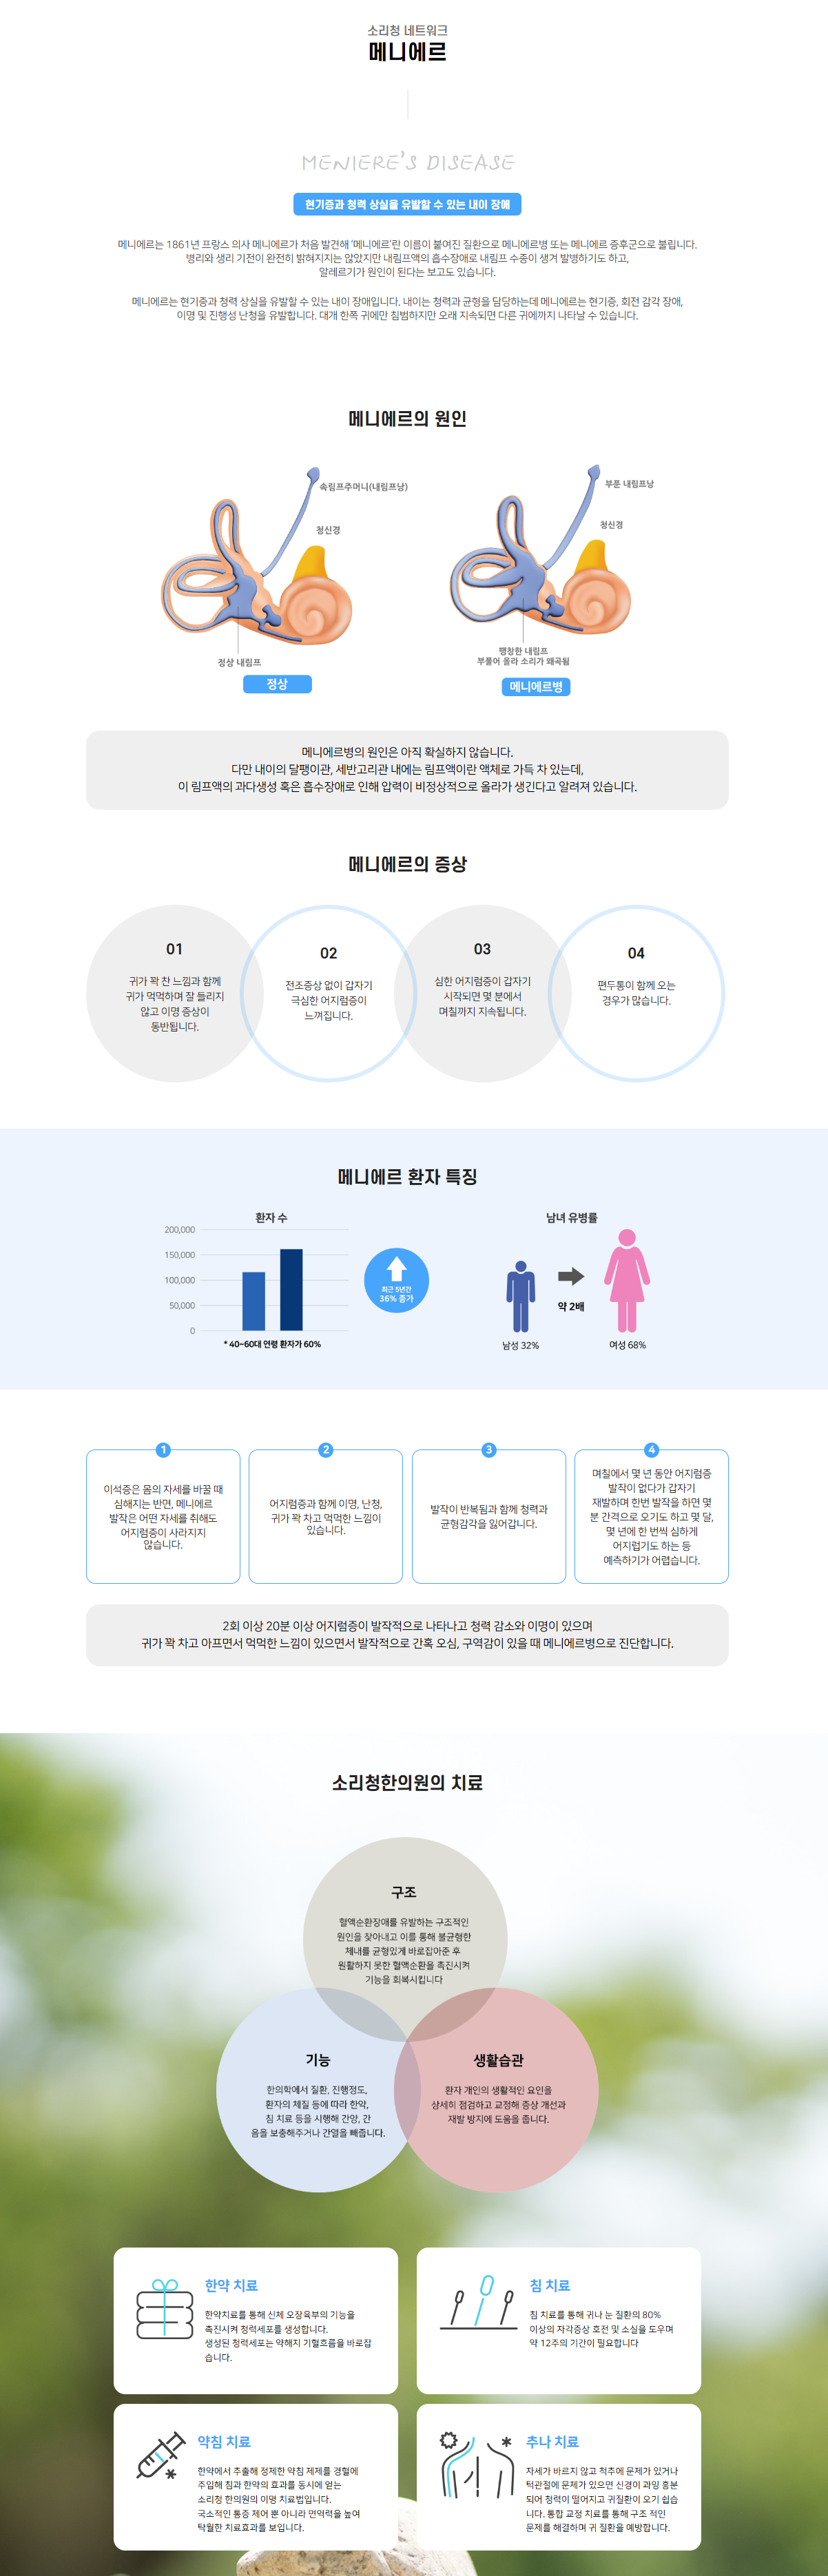 소리청 네트워크
메니에르
MENIERE'S DISEASE
현기증과 청력 상실을 유발할 수 있는 내이 장애
메니에르는 1861년 프랑스 의사 메니에르가 처음 발견해 '메니에르'란 이름이 붙여진 질환으로 메니에르병 또는 메니에르 증후군으로 불립니다.
병리와 생리 기전이 완전히 밝혀지지는 않았지만 내림프액의 흡수장애로 내림프 수종이 생겨 발병하기도 하고,
알레르기가 원인이 된다는 보고도 있습니다.
메니에르는 현기증과 청력 상실을 유발할 수 있는 내이 장애입니다. 내이는 청력과 균형을 담당하는데 메니에르는 현기증, 회전 감각 장애,
이명 및 진행성 난청을 유발합니다. 대개 한쪽 귀에만 침범하지만 오래 지속되면 다른 귀에까지 나타날 수 있습니다.
메니에르의 원인
속림프주머니(내림프낭)
청신경
정상 내림프
정상
부푼 내림프낭
청신경
팽창한 내림프
부풀어 올라 소리가 왜곡됨
메니에르병
메니에르병의 원인은 아직 확실하지 않습니다.
다만 내이의 달팽이관, 세반고리관 내에는 림프액이란 액체로 가득 차 있는데,
이 림프액의 과다생성 혹은 흡수장애로 인해 압력이 비정상적으로 올라가 생긴다고 알려져 있습니다.
메니에르의 증상
01
귀가 꽉 찬 느낌과 함께
귀가 먹먹하며 잘 들리지
않고 이명 증상이
동반됩니다.
02
전조증상 없이 갑자기
극심한 어지럼증이
느껴집니다.
03
심한 어지럼증이 갑자기
시작되면 몇 분에서
며칠까지 지속됩니다.
04
편두통이 함께 오는
경우가 많습니다.
메니에르 환자 특징
환자 수
200,000
150,000
100,000
50,000
0
* 40~60대 연령 환자가 60%
최근 5년간
36% 증가
남녀 유병률
약 2배
남성 32%
여성 68%
1
이석증은 몸의 자세를 바꿀 때
심해지는 반면, 메니에르
발작은 어떤 자세를 취해도
어지럼증이 사라지지
않습니다.
2
어지럼증과 함께 이명, 난청,
귀가 꽉 차고 먹먹한 느낌이
있습니다.
3
발작이 반복됨과 함께 청력과
균형감각을 잃어갑니다.
4
며칠에서 몇 년 동안 어지럼증
발작이 없다가 갑자기
재발하며 한번 발작을 하면 몇
분 간격으로 오기도 하고 몇 달,
몇 년에 한 번씩 심하게
어지럽기도 하는 등
예측하기가 어렵습니다.
2회 이상 20분 이상 어지럼증이 발작적으로 나타나고 청력 감소와 이명이 있으며
귀가 꽉 차고 아프면서 먹먹한 느낌이 있으면서 발작적으로 간혹 오심, 구역감이 있을 때 메니에르병으로 진단합니다.
소리청한의원의 치료
구조
혈액순환장애를 유발하는 구조적인
원인을 찾아내고 이를 통해 불균형한
체내를 균형있게 바로잡아준 후
원활하지 못한 혈액순환을 촉진시켜
기능을 회복시킵니다
기능
한의학에서 질환, 진행정도,
환자의 체질 등에 따라 한약,
침 치료 등을 시행해 간양, 간
음을 보충해주거나 간열을 빼줍니다.
생활습관
환자 개인의 생활적인 요인을
상세히 점검하고 교정해 증상 개선과
재발 방지에 도움을 줍니다.
한약 치료
한약치료를 통해 신체 오장육부의 기능을
촉진시켜 청력세포를 생성합니다.
생성된 청력세포는 약해지 기혈흐름을 바로잡
습니다.
침 치료
침 치료를 통해 귀나 눈 질환의 80%
이상의 자각증상 호전 및 소실을 도우며
약 12주의 기간이 필요합니다
약침 치료
한약에서 추출해 정제한 약침 제제를 경혈에
주입해 침과 한약의 효과를 동시에 얻는
소리청 한의원의 이명 치료법입니다.
국소적인 통증 제어 뿐 아니라 면역력을 높여
탁월한 치료효과를 보입니다.
추나 치료
자세가 바르지 않고 척추에 문제가 있거나
턱관절에 문제가 있으면 신경이 과잉 흥분
되어 청력이 떨어지고 귀질환이 오기 쉽습
니다. 통합 교정 치료를 통해 구조 적인
문제를 해결하며 귀 질환을 예방합니다.